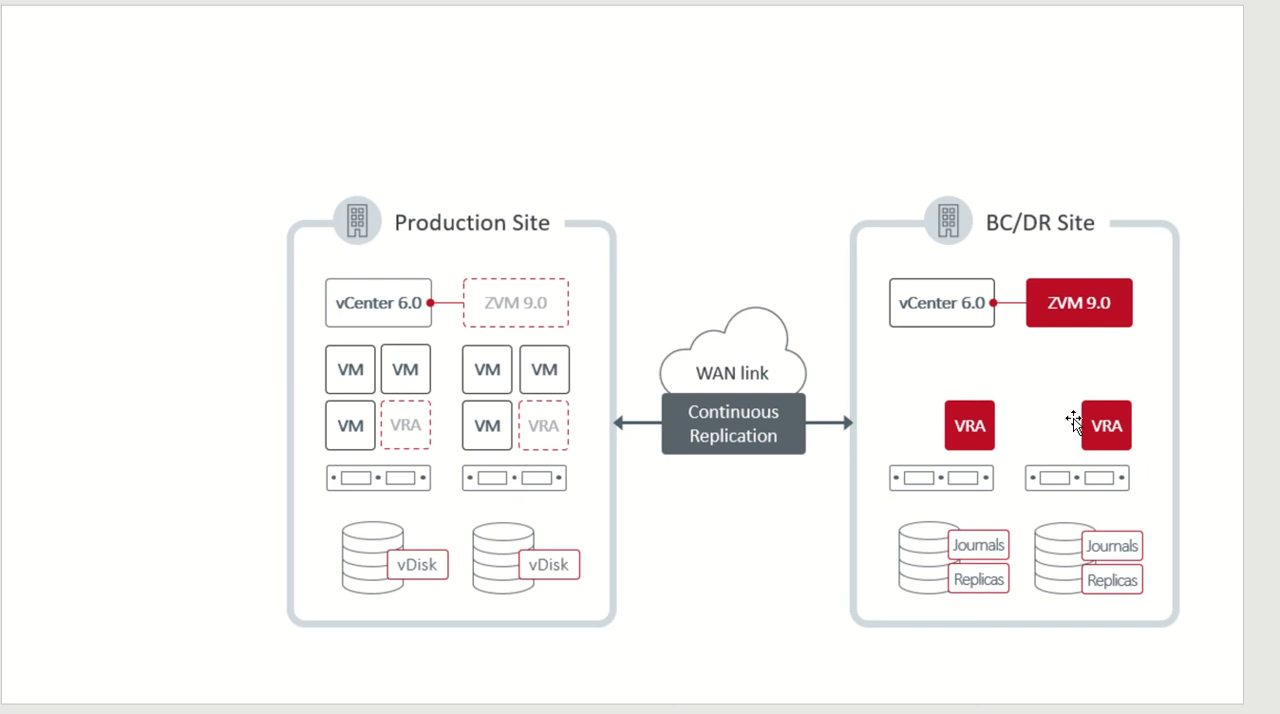 Production Site
vCenter 6.0
ZVM 9.0
VM
VM
VM
VM
VM
VRA
VM
VRA
vDisk
vDisk
WAN link
Continuous
Replication
BC/DR Site
vCenter 6.0
ZVM 9.0
VRA
VRA
Journals
Journals
Replicas
Replicas